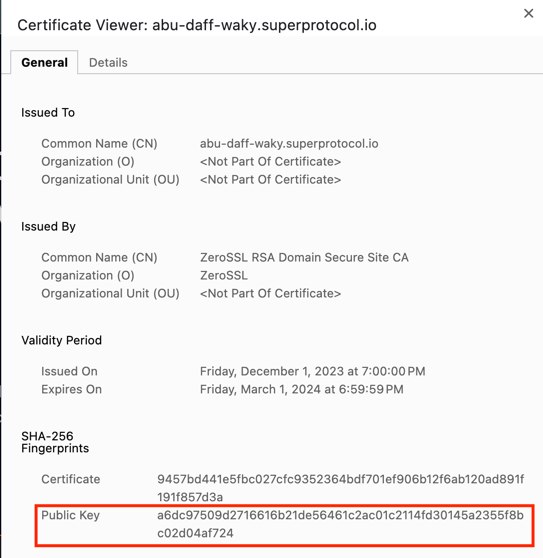 Certificate Viewer: abu-daff-waky.superprotocol.io
General Details
Issued To
Common Name (CN) abu-daff-waky.superprotocol.io
Organization (O) <Not Part Of Certificate>
Organizational Unit (OU) <Not Part Of Certificate>
Issued By
Common Name (CN) ZeroSSL RSA Domain Secure Site CA
Organization (O) ZeroSSL
Organizational Unit (OU) <Not Part Of Certificate>
Validity Period
Issued On Friday, December 1, 2023 at 7:00:00 PM
Expires On Friday, March 1, 2024 at 6:59:59 PM
SHA-256
Fingerprints
Certificate 9457bd441e5fbc027cfc9352364bdf701ef906b12f6ab120ad891f
191f857d3a
Public Key a6dc97509d2716616b21de56461c2ac01c2114fd30145a2355f8b
c02d04af724